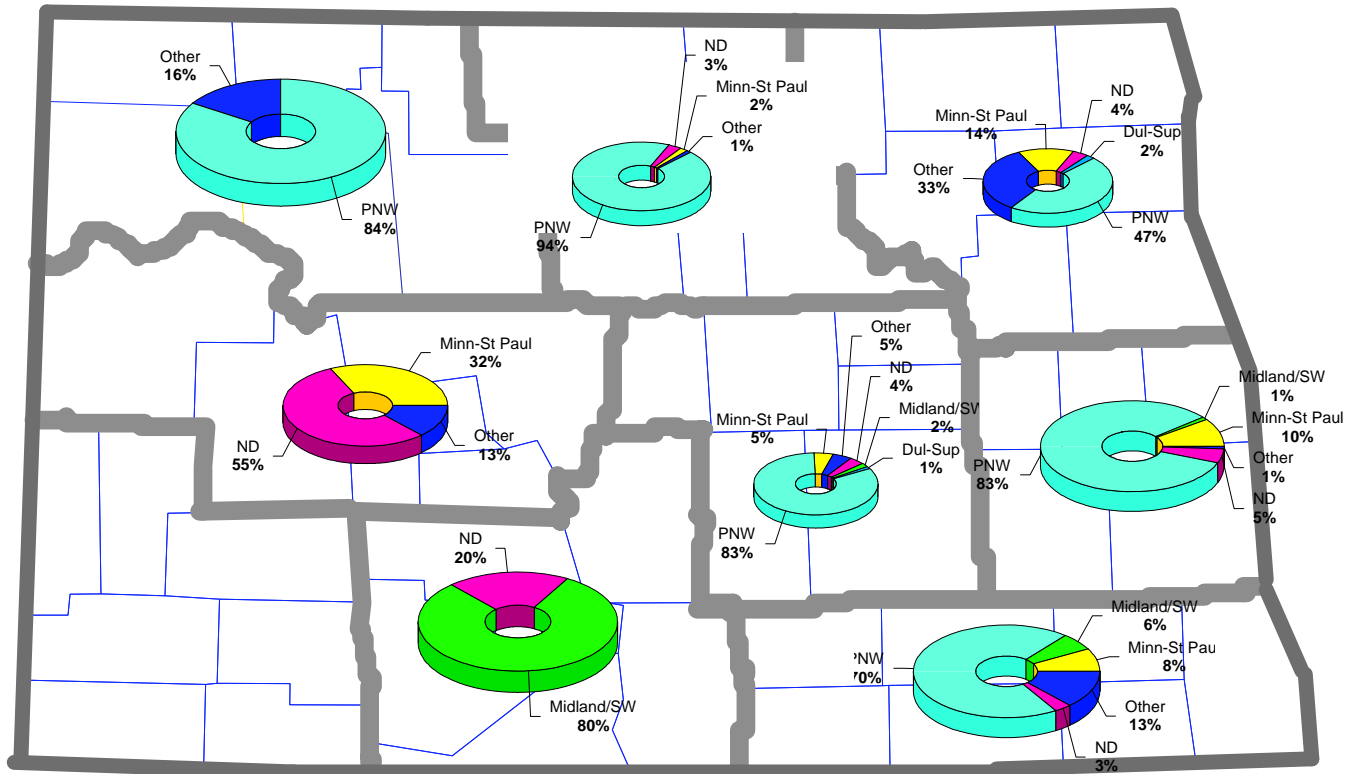 Other
16%
PNW
84%
ND
3%
Minn-St Paul
2%
Other
1%
PNW
94%
ND
4%
Minn-St Paul
14%
Dul-Sup
2%
Other
33%
PNW
47%
Minn-St Paul
32%
Other
13%
ND
55%
Other
5%
ND
4%
Midland/SW
2%
Minn-St Paul
5%
Dul-Sup
1%
PNW
83%
Midland/SW
1%
Minn-St Paul
10%
Other
1%
PNW
83%
ND
5%
ND
20%
Midland/SW
80%
Midland/SW
6%
Minn-St Pau
8%
PNW
70%
Other
13%
ND
3%